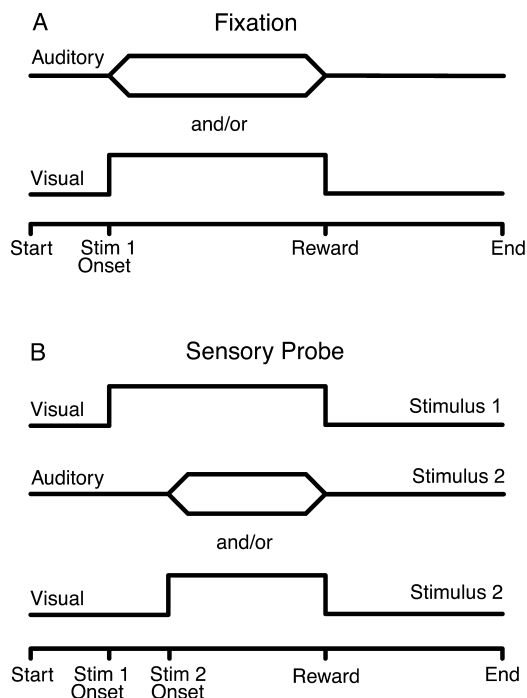 A
Fixation
Auditory
and/or
Visual
Start
Stim 1
Onset
Reward
End
B
Sensory Probe
Visual
Stimulus 1
Auditory
Stimulus 2
and/or
Visual
Stimulus 2
Start
Stim 1
Onset
Stim 2
Onset
Reward
End